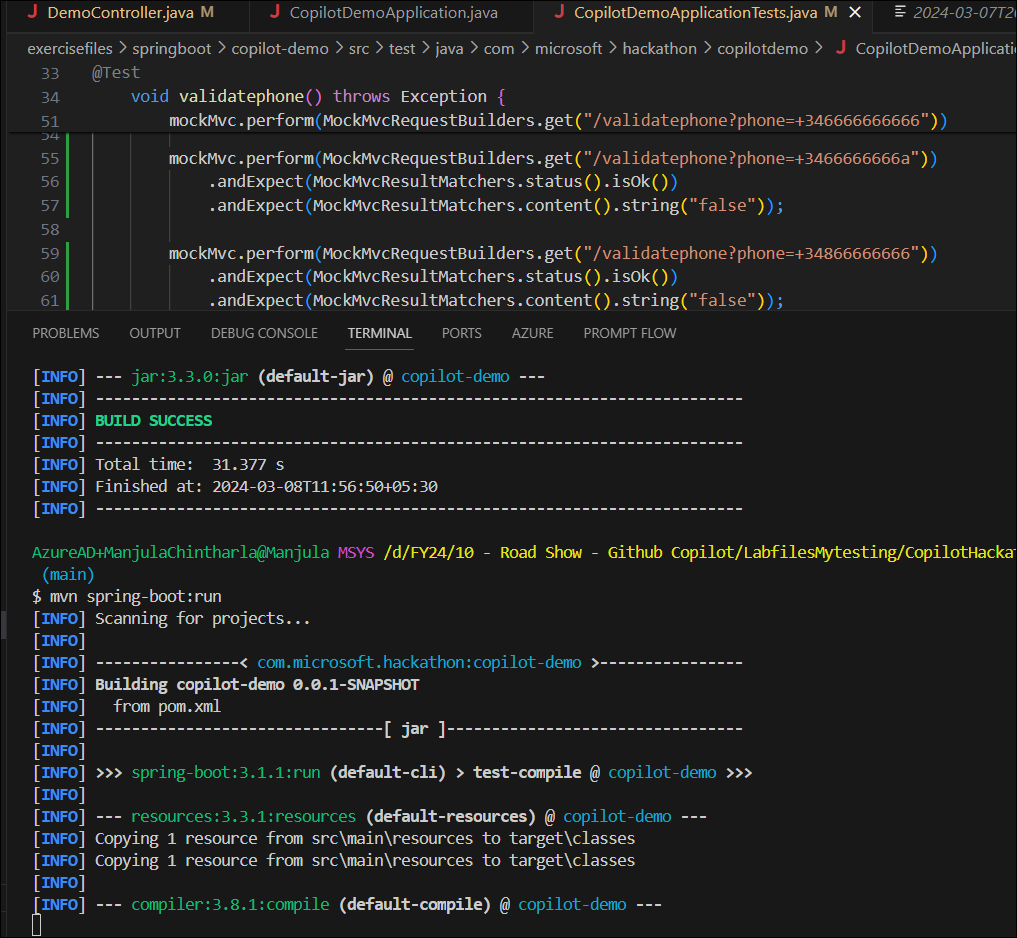 DemoController.java M CopilotDemoApplication.java CopilotDemoApplicationTests.java M 2024-03-07T2
exercisefiles > springboot > copilot-demo > src > test > java > com > microsoft > hackathon > copilotdemo > CopilotDemoApplicati
33 @Test
34 void validatephone() throws Exception {
51 mockMvc.perform(MockMvcRequestBuilders.get("/validatephone?phone=+346666666666"))
54
55 mockMvc.perform(MockMvcRequestBuilders.get("/validatephone?phone=+3466666666a"))
56 .andExpect(MockMvcResultMatchers.status().isOk())
57 .andExpect(MockMvcResultMatchers.content().string("false"));
58
59 mockMvc.perform(MockMvcRequestBuilders.get("/validatephone?phone=+34866666666"))
60 .andExpect(MockMvcResultMatchers.status().isOk())
61 .andExpect(MockMvcResultMatchers.content().string("false"));
PROBLEMS OUTPUT DEBUG CONSOLE TERMINAL PORTS AZURE PROMPT FLOW
[INFO] --- jar:3.3.0:jar (default-jar) @ copilot-demo ---
[INFO] ------------------------------------------------------------------------
[INFO] BUILD SUCCESS
[INFO] ------------------------------------------------------------------------
[INFO] Total time:  31.377 s
[INFO] Finished at: 2024-03-08T11:56:50+05:30
[INFO] ------------------------------------------------------------------------
AzureAD+ManjulaChintharla@Manjula MSYS /d/FY24/10 - Road Show - Github Copilot/LabfilesMytesting/CopilotHacka
(main)
$ mvn spring-boot:run
[INFO] Scanning for projects...
[INFO]
[INFO] ----------------< com.microsoft.hackathon:copilot-demo >----------------
[INFO] Building copilot-demo 0.0.1-SNAPSHOT
[INFO]   from pom.xml
[INFO] --------------------------------[ jar ]---------------------------------
[INFO]
[INFO] >>> spring-boot:3.1.1:run (default-cli) > test-compile @ copilot-demo >>>
[INFO]
[INFO] --- resources:3.3.1:resources (default-resources) @ copilot-demo ---
[INFO] Copying 1 resource from src\main\resources to target\classes
[INFO] Copying 1 resource from src\main\resources to target\classes
[INFO]
[INFO] --- compiler:3.8.1:compile (default-compile) @ copilot-demo ---